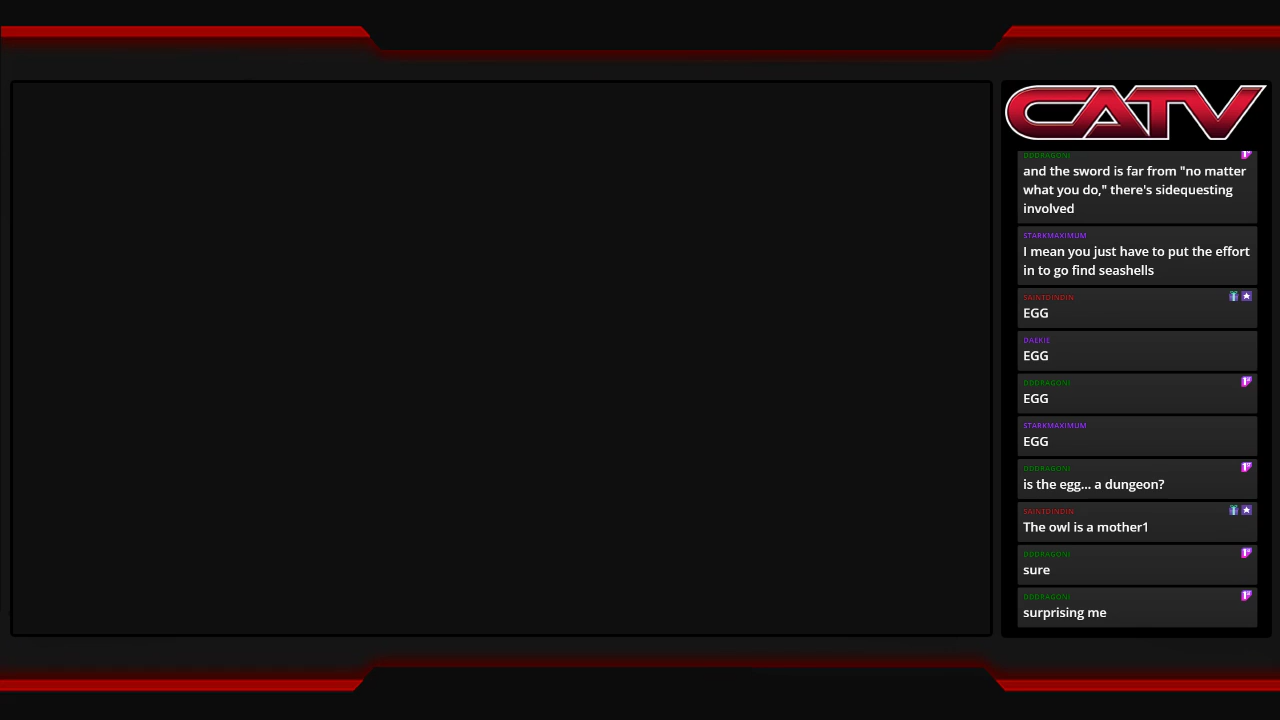 CATV
DDDRAGONI
and the sword is far from "no matter
what you do," there's sidequesting
involved
STARKMAXIMUM
I mean you just have to put the effort
in to go find seashells
SAINTDINDIN
EGG
DAEKIE
EGG
DDDRAGONI
EGG
STARKMAXIMUM
EGG
DDDRAGONI
is the egg... a dungeon?
SAINTDINDIN
The owl is a mother1
DDDRAGONI
sure
DDDRAGONI
surprising me